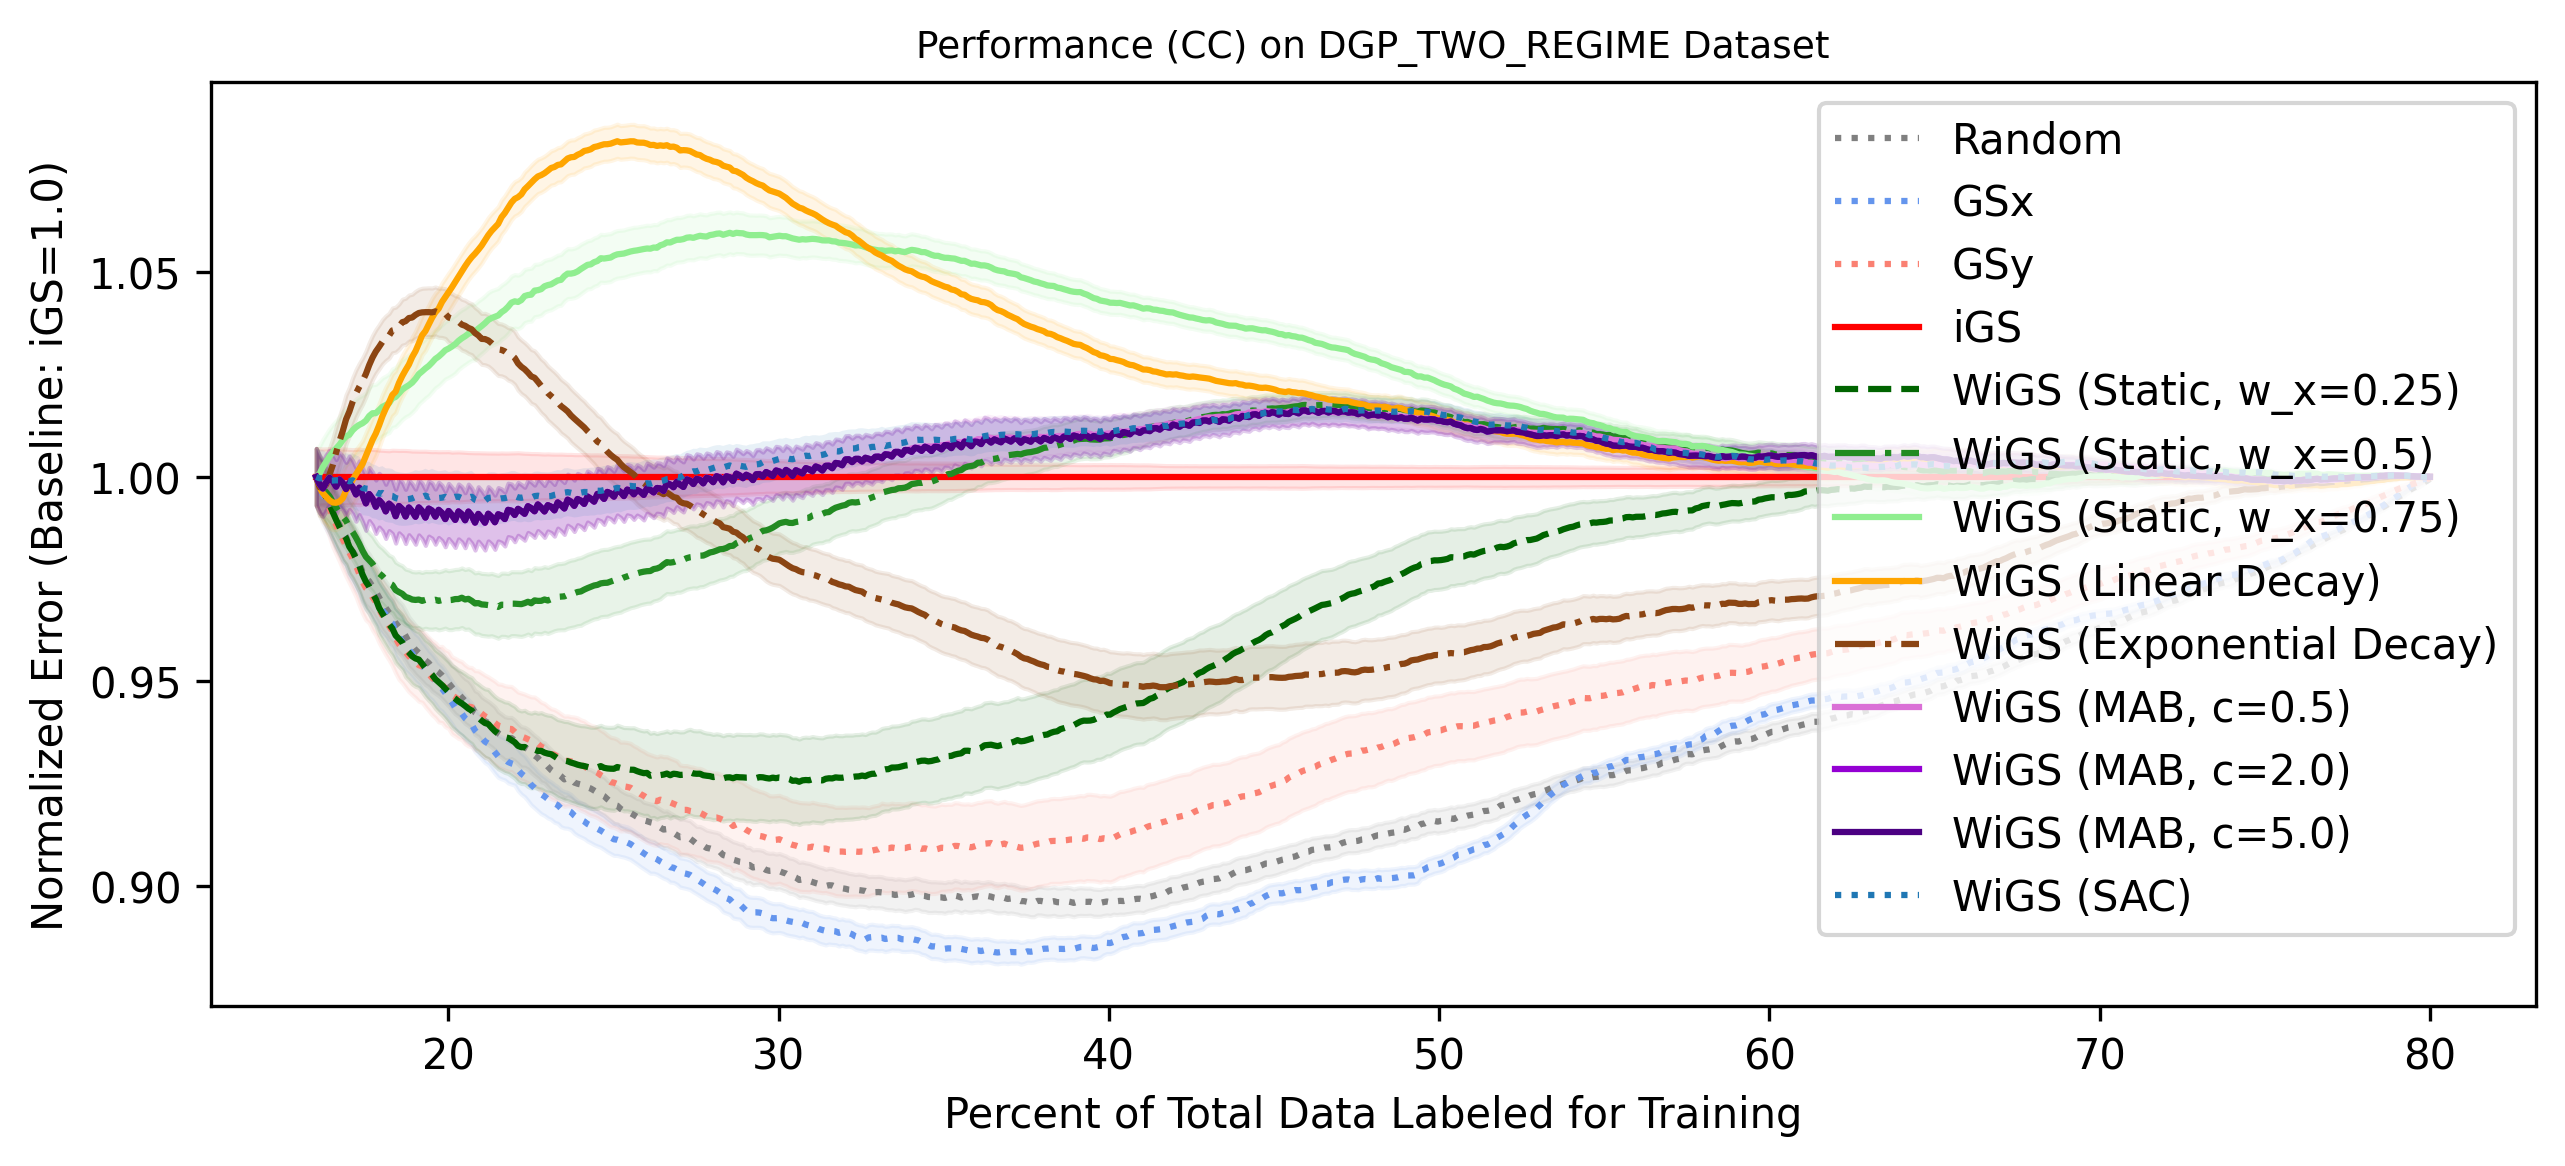 Performance (CC) on DGP_TWO_REGIME Dataset
Normalized Error (Baseline: iGS=1.0)
1.05
1.00
0.95
0.90
Random
GSx
GSy
iGS
WiGS (Static, w_x=0.25)
WiGS (Static, w_x=0.5)
WiGS (Static, w_x=0.75)
WiGS (Linear Decay)
WiGS (Exponential Decay)
WiGS (MAB, c=0.5)
WiGS (MAB, c=2.0)
WiGS (MAB, c=5.0)
WiGS (SAC)
20 30 40 50 60 70 80
Percent of Total Data Labeled for Training